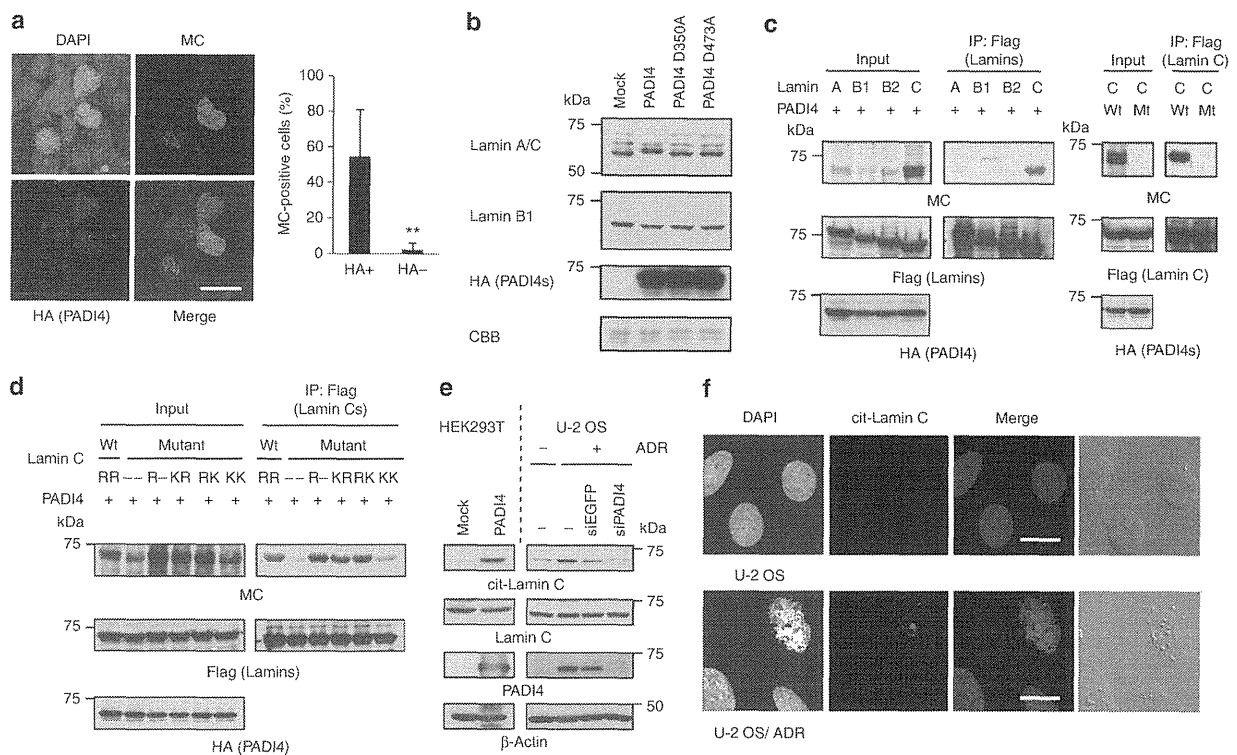 a
DAPI MC
HA (PADI4) Merge
MC-positive cells (%)
100
80
60
40
20
0
**
HA+ HA−
b
Mock PADI4 PADI4 D350A PADI4 D473A
kDa
75
Lamin A/C
50
75
Lamin B1
75
HA (PADI4s)
CBB
c
IP: Flag
(Lamins)
Input
Lamin A B1 B2 C A B1 B2 C
PADI4 + + + + + + + +
kDa
75
MC
75
Flag (Lamins)
75
HA (PADI4)
IP: Flag
(Lamin C)
Input
C C C C
Wt Mt Wt Mt
kDa
75
MC
75
Flag (Lamin C)
75
HA (PADI4s)
d
IP: Flag
(Lamin Cs)
Input
Wt Mutant Wt Mutant
Lamin C
RR –– R– KR RK KK RR –– R– KR RK KK
PADI4 + + + + + + + + + + + +
kDa
75
MC
75
Flag (Lamins)
75
HA (PADI4)
e
HEK293T U-2 OS
– + ADR
Mock PADI4 – – siEGFP siPADI4 kDa
75
cit-Lamin C
75
Lamin C
75
PADI4
50
β-Actin
f
DAPI cit-Lamin C Merge
U-2 OS
U-2 OS/ ADR